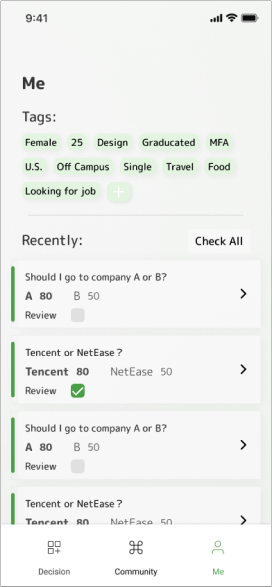 9:41
Me
Tags:
Female 25 Design Graducated MFA
U.S. Off Campus Single Travel Food
Looking for job +
Recently: Check All
Should I go to company A or B?
A 80 B 50
Review
Tencent or NetEase ?
Tencent 80 NetEase 50
Review
Should I go to company A or B?
A 80 B 50
Review
Tencent or NetEase ?
Tencent 80 NetEase 50
Decision Community Me